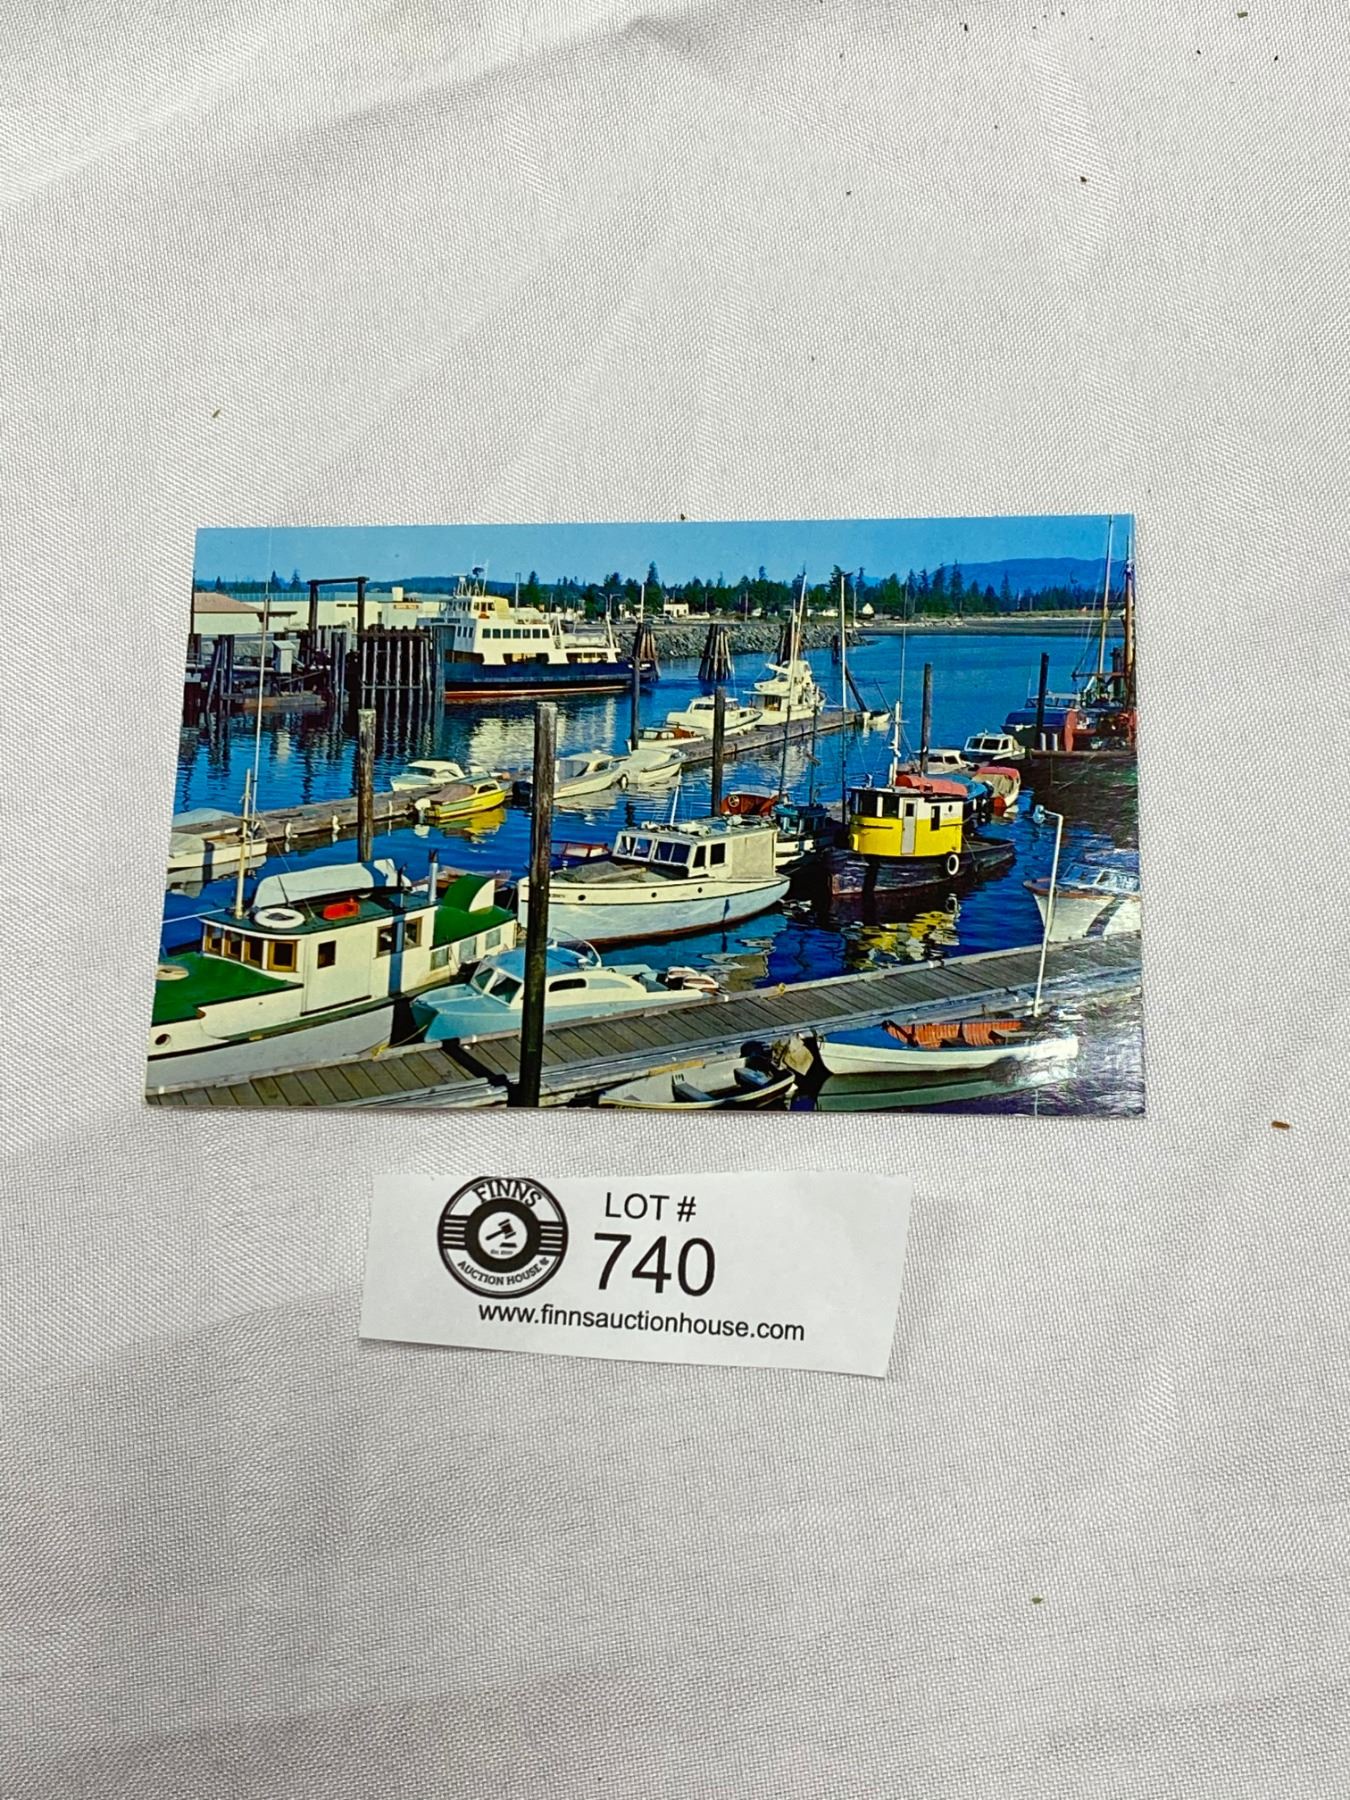 FINNS
AUCTION HOUSE
LOT #
740
www.finnsauctionhouse.com